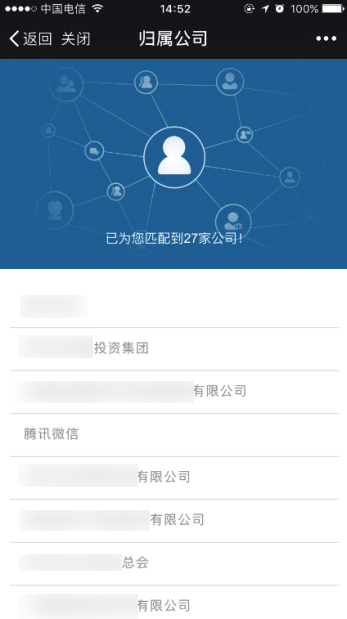 中国电信 14:52 100%
返回 关闭 归属公司
已为您匹配到27家公司!
投资集团
有限公司
腾讯微信
有限公司
有限公司
总会
有限公司